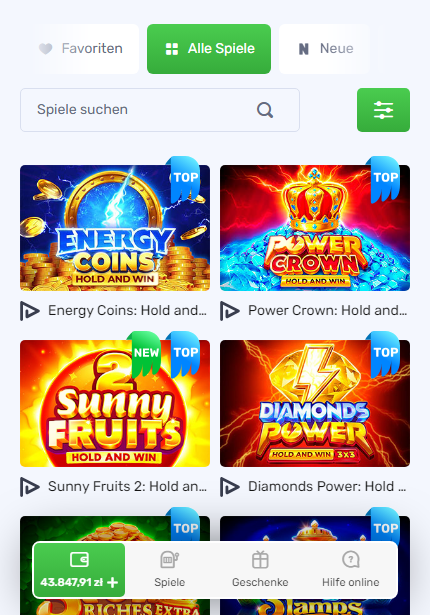 Favoriten
Alle Spiele
Neue
Spiele suchen
TOP
TOP
ENERGY
COINS
HOLD AND WIN
POWER
CROWN
HOLD AND WIN
Energy Coins: Hold and...
Power Crown: Hold and...
NEW
TOP
TOP
2
Sunny
FRUITS
HOLD AND WIN
DIAMONDS
POWER
HOLD AND WIN 3X3
Sunny Fruits 2: Hold an...
Diamonds Power: Hold ...
TOP
TOP
43.847,91 zł +
Spiele
Geschenke
Hilfe online
RICHES EXTRA